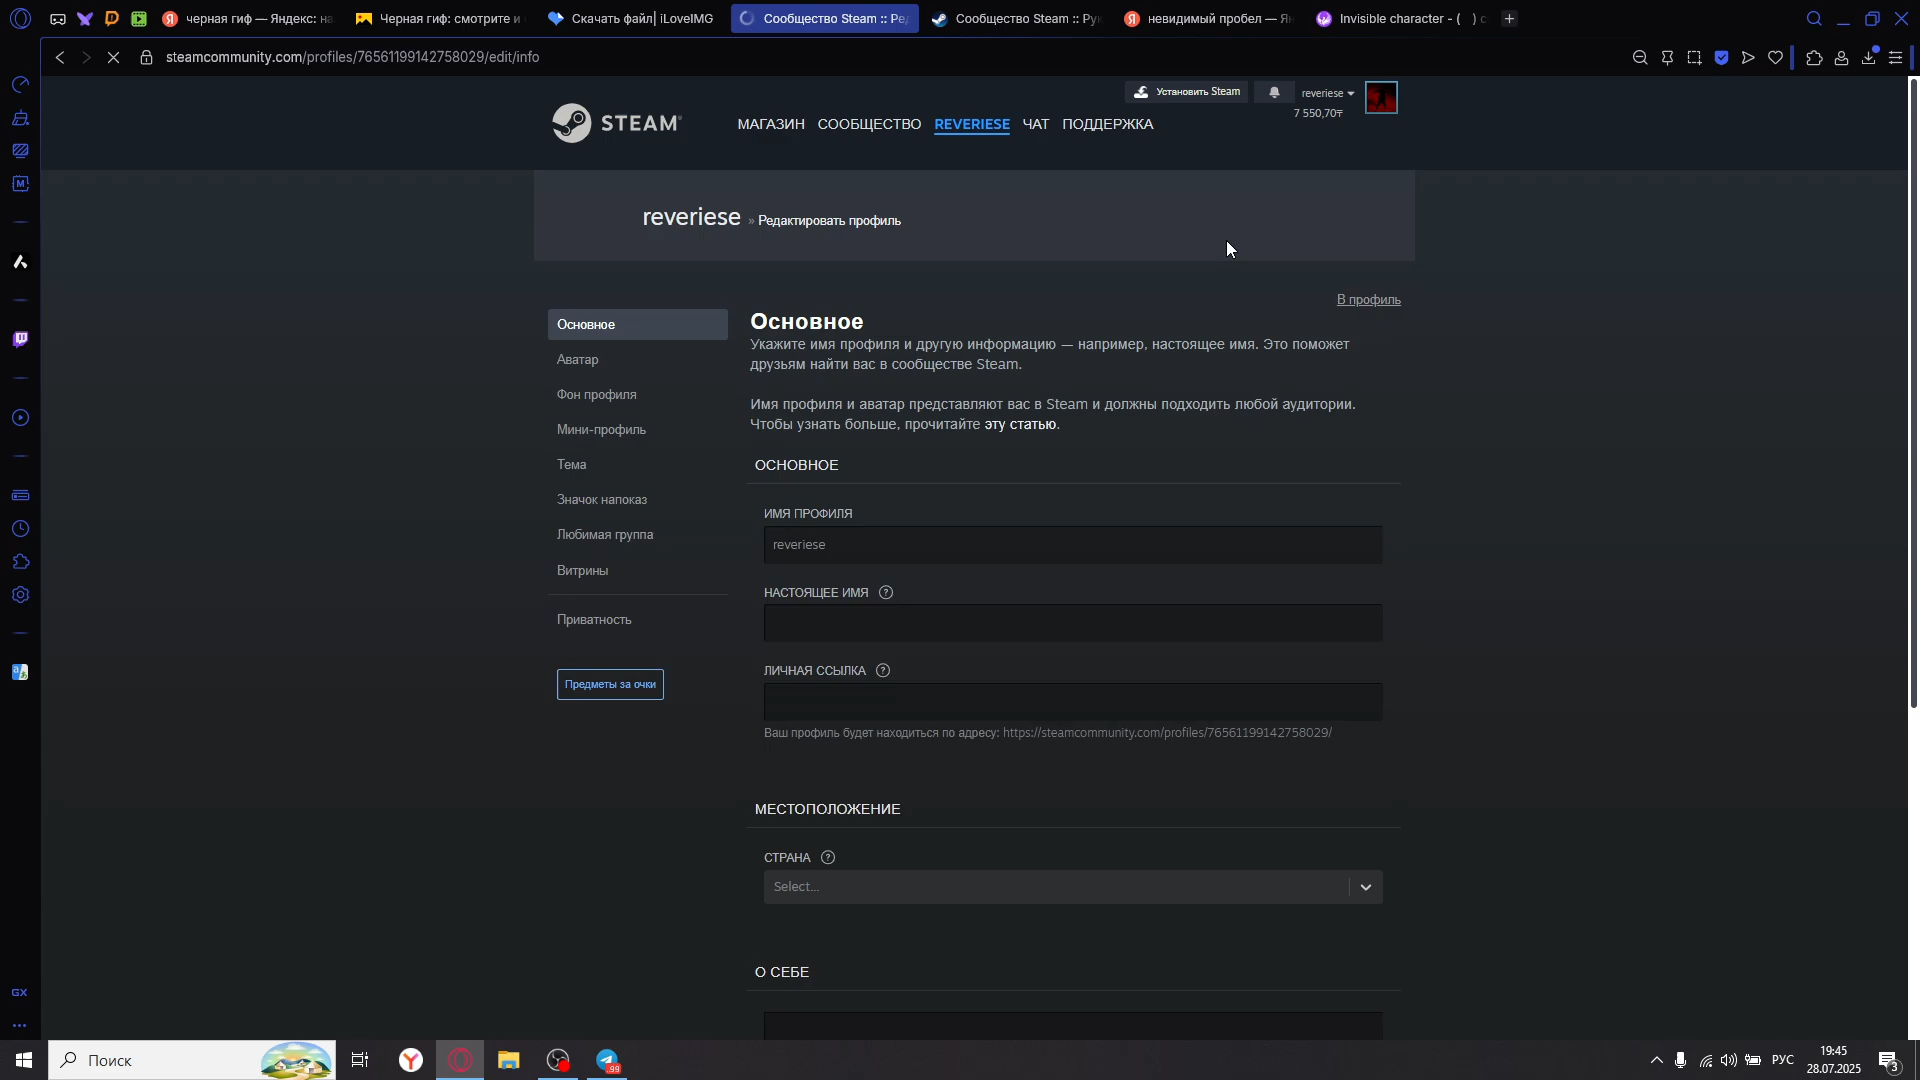 черная гиф — Яндекс: на
Черная гиф: смотрите и
Скачать файл| iLoveIMG
Сообщество Steam :: Ред
Сообщество Steam :: Рук
невидимый пробел — Ян
Invisible character - (ㅤ) c
steamcommunity.com/profiles/76561199142758029/edit/info
Установить Steam
reveriese
7 550,70₸
STEAM
МАГАЗИН
СООБЩЕСТВО
REVERIESE
ЧАТ
ПОДДЕРЖКА
reveriese » Редактировать профиль
В профиль
Основное
Аватар
Фон профиля
Мини-профиль
Тема
Значок напоказ
Любимая группа
Витрины
Приватность
Предметы за очки
Основное
Укажите имя профиля и другую информацию — например, настоящее имя. Это поможет
друзьям найти вас в сообществе Steam.
Имя профиля и аватар представляют вас в Steam и должны подходить любой аудитории.
Чтобы узнать больше, прочитайте эту статью.
ОСНОВНОЕ
ИМЯ ПРОФИЛЯ
reveriese
НАСТОЯЩЕЕ ИМЯ ?
ЛИЧНАЯ ССЫЛКА ?
Ваш профиль будет находиться по адресу: https://steamcommunity.com/profiles/76561199142758029/
МЕСТОПОЛОЖЕНИЕ
СТРАНА ?
Select...
О СЕБЕ
GX
Поиск
99
РУС
19:45
28.07.2025
3